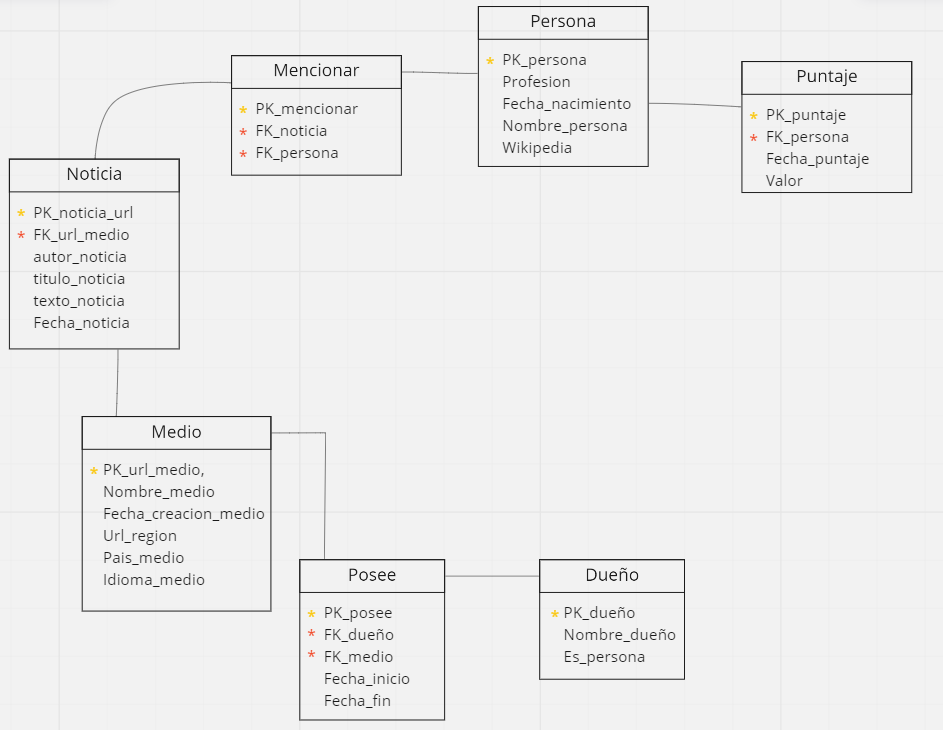 Persona
PK_persona
Profesion
Fecha_nacimiento
Nombre_persona
Wikipedia
Mencionar
PK_mencionar
FK_noticia
FK_persona
Puntaje
PK_puntaje
FK_persona
Fecha_puntaje
Valor
Noticia
PK_noticia_url
FK_url_medio
autor_noticia
titulo_noticia
texto_noticia
Fecha_noticia
Medio
PK_url_medio,
Nombre_medio
Fecha_creacion_medio
Url_region
Pais_medio
Idioma_medio
Posee
PK_posee
FK_dueño
FK_medio
Fecha_inicio
Fecha_fin
Dueño
PK_dueño
Nombre_dueño
Es_persona